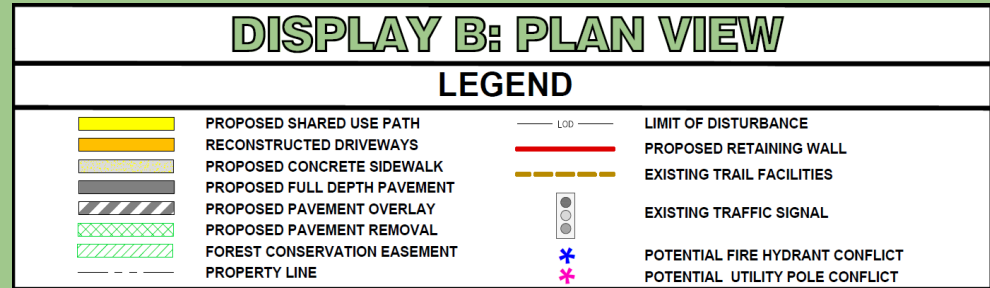 DISPLAY B: PLAN VIEW
LEGEND
PROPOSED SHARED USE PATH
RECONSTRUCTED DRIVEWAYS
PROPOSED CONCRETE SIDEWALK
PROPOSED FULL DEPTH PAVEMENT
PROPOSED PAVEMENT OVERLAY
PROPOSED PAVEMENT REMOVAL
FOREST CONSERVATION EASEMENT
PROPERTY LINE
LOD LIMIT OF DISTURBANCE
PROPOSED RETAINING WALL
EXISTING TRAIL FACILITIES
EXISTING TRAFFIC SIGNAL
POTENTIAL FIRE HYDRANT CONFLICT
POTENTIAL UTILITY POLE CONFLICT